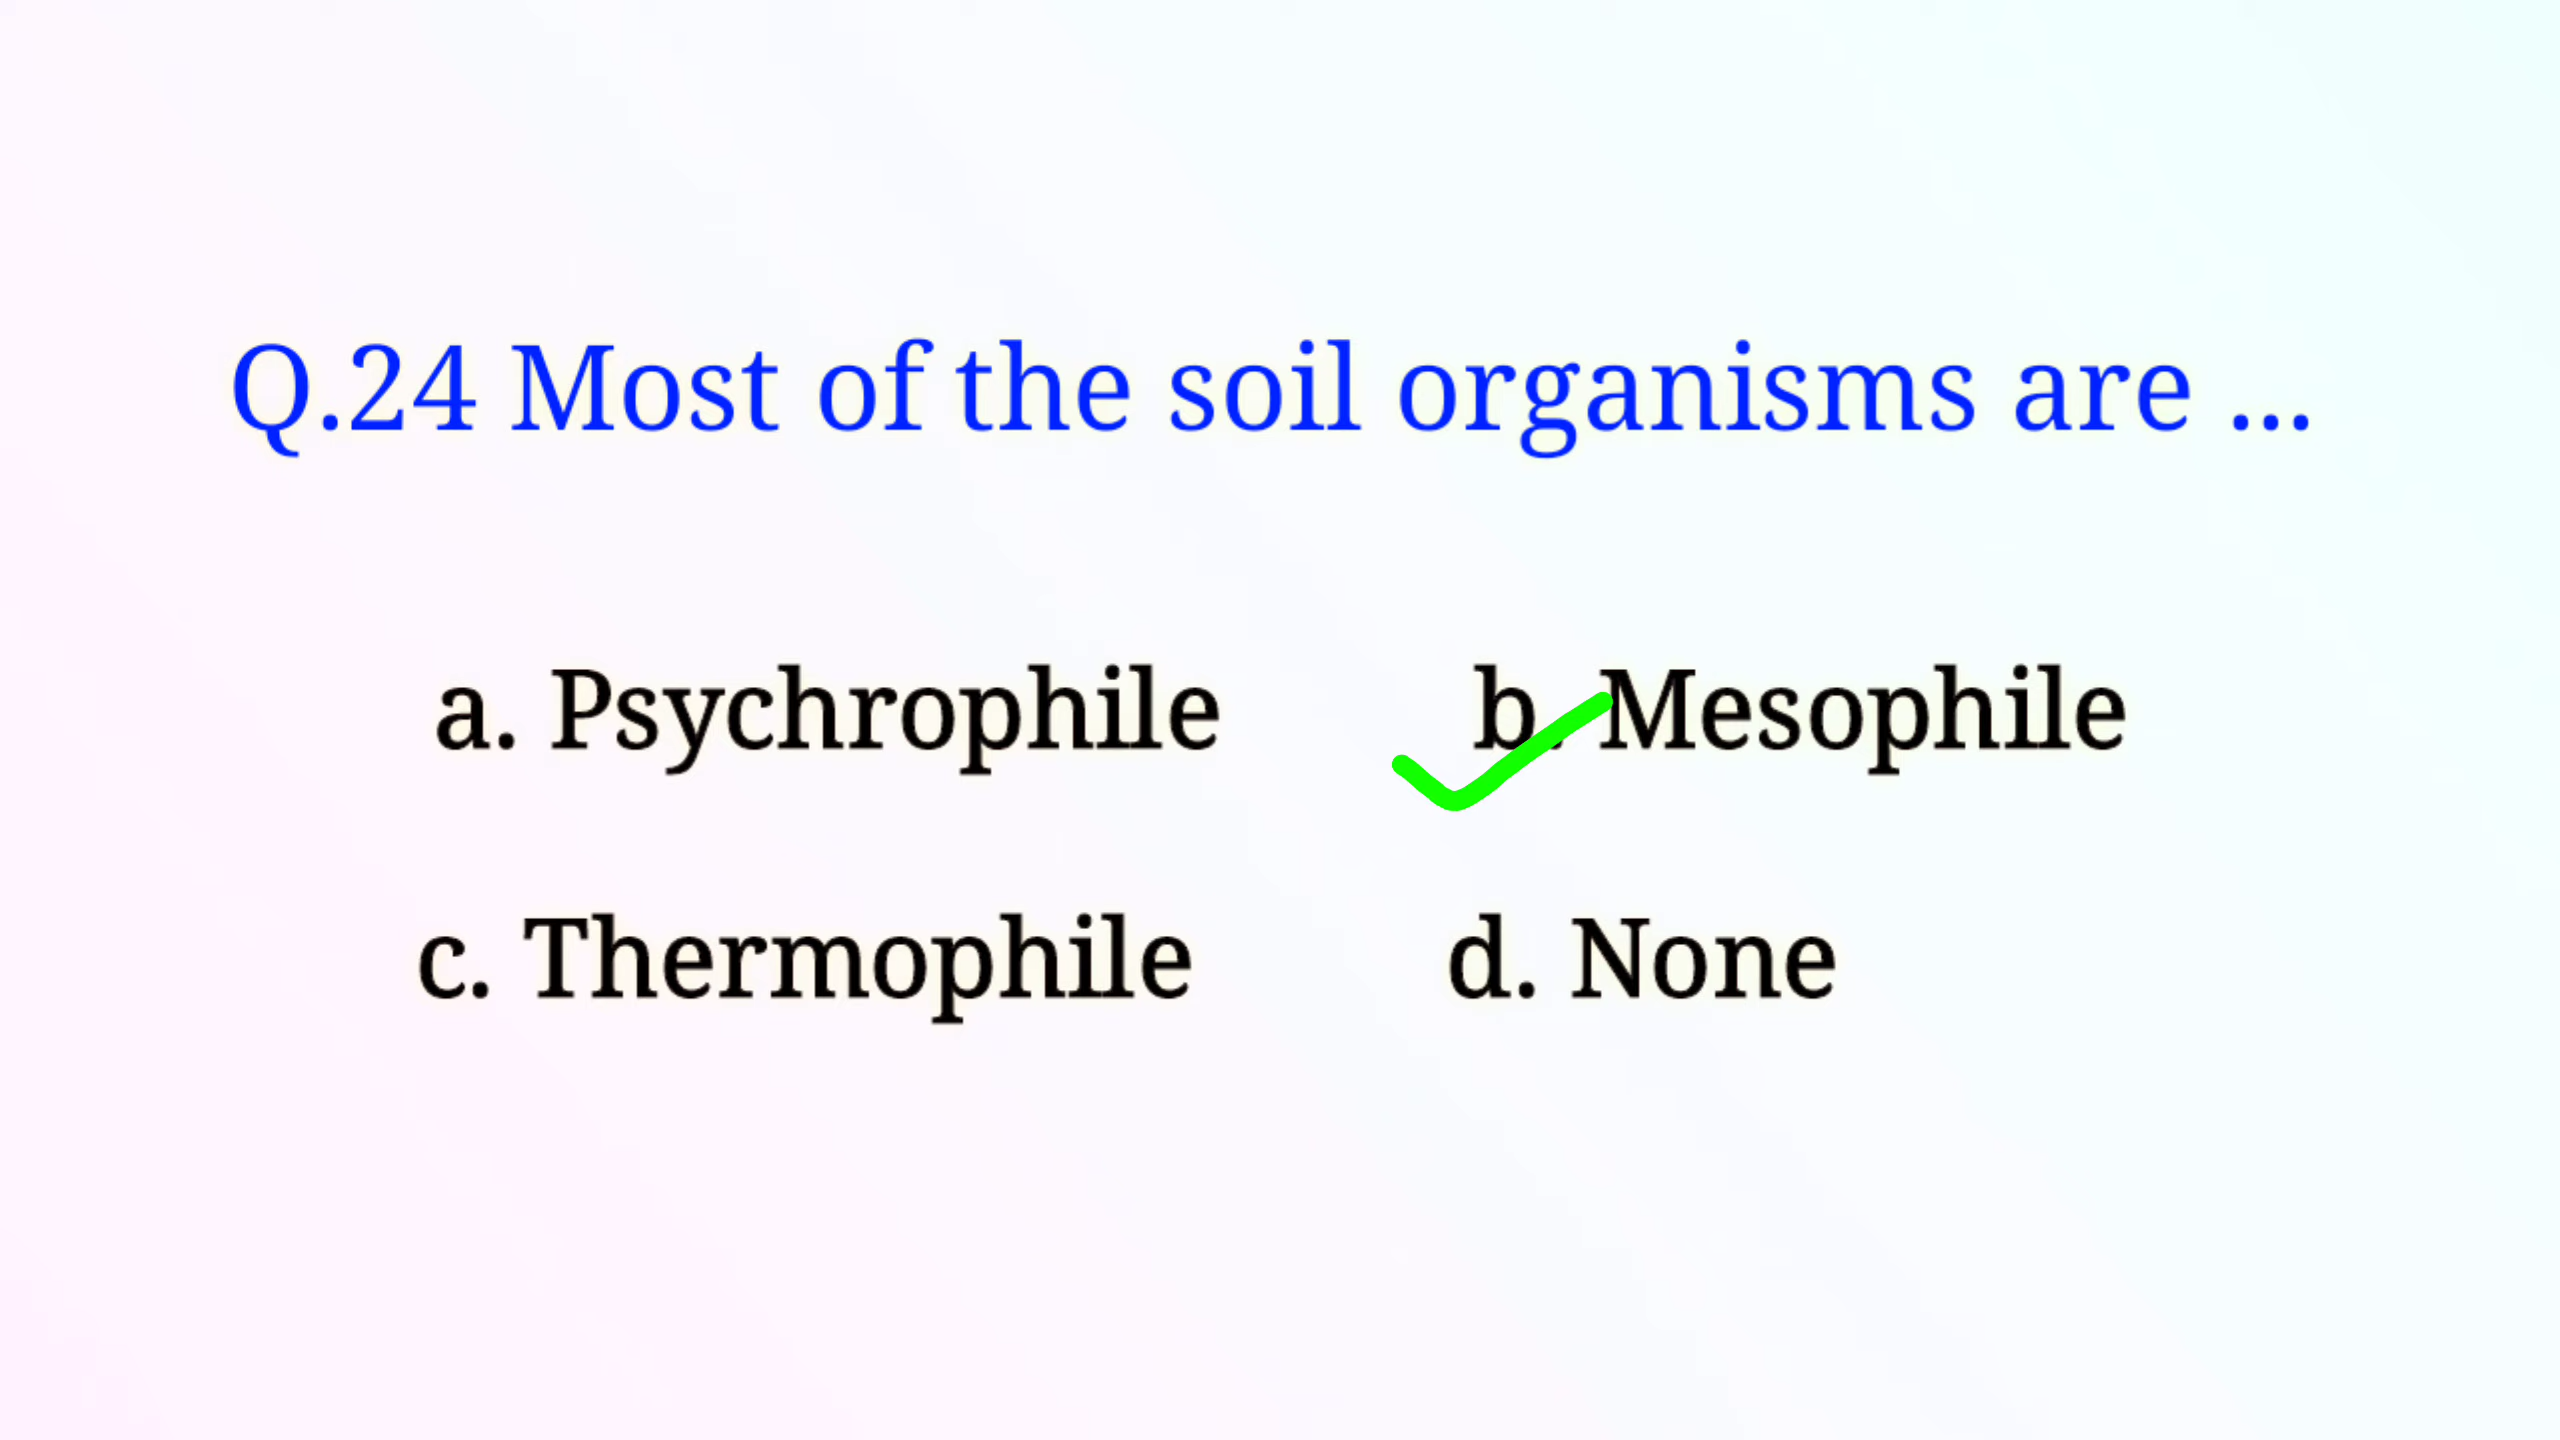 Q.24 Most of the soil organisms are ...
a. Psychrophile b. Mesophile
c. Thermophile d. None